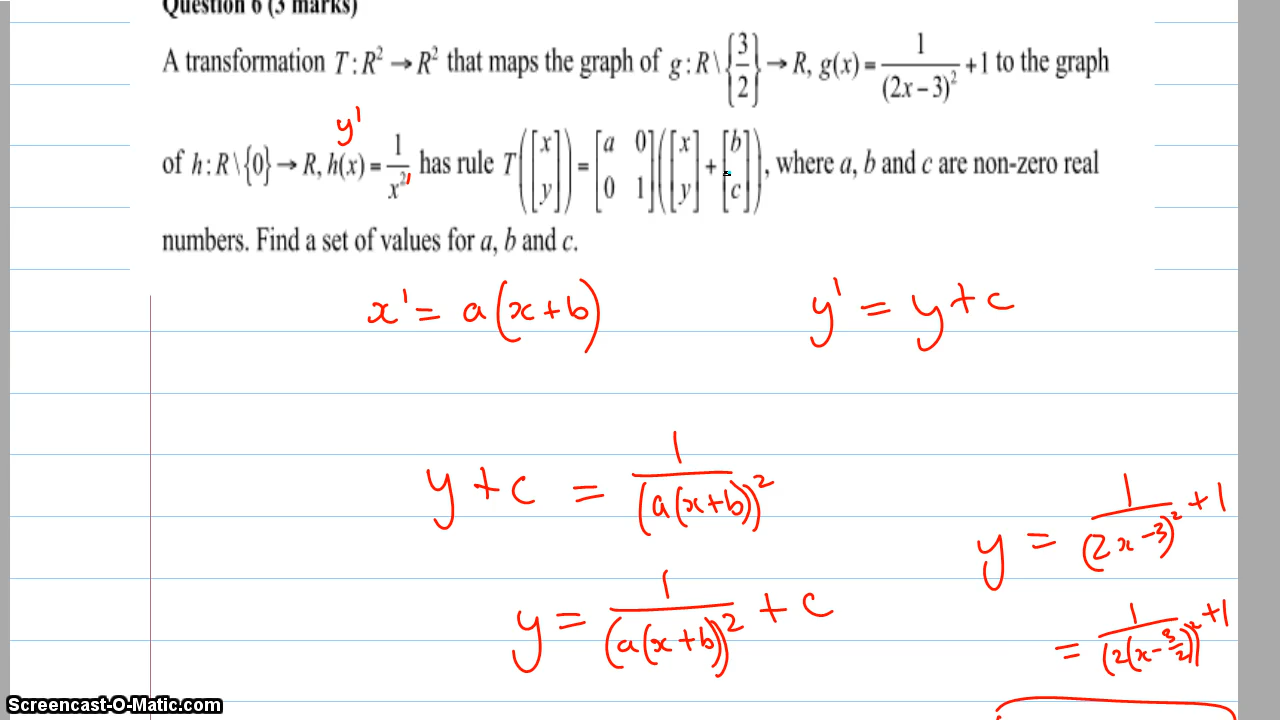 Question 6 (3 marks)
A transformation T : R² → R² that maps the graph of g : R \ {3/2} → R, g(x) = 1/(2x − 3)² + 1 to the graph
y'
of h : R \ {0} → R, h(x) = 1/x²' has rule T([x y]) = [a 0 0 1]([x y] + [b c]), where a, b and c are non-zero real
numbers. Find a set of values for a, b and c.
x' = a(x+b)
y' = y+c
y + c = 1/(a(x+b))²
y = 1/(2x−3)² + 1
y = 1/(a(x+b))² + c
= 1/(2(x−3/2))² + 1
Screencast-O-Matic.com